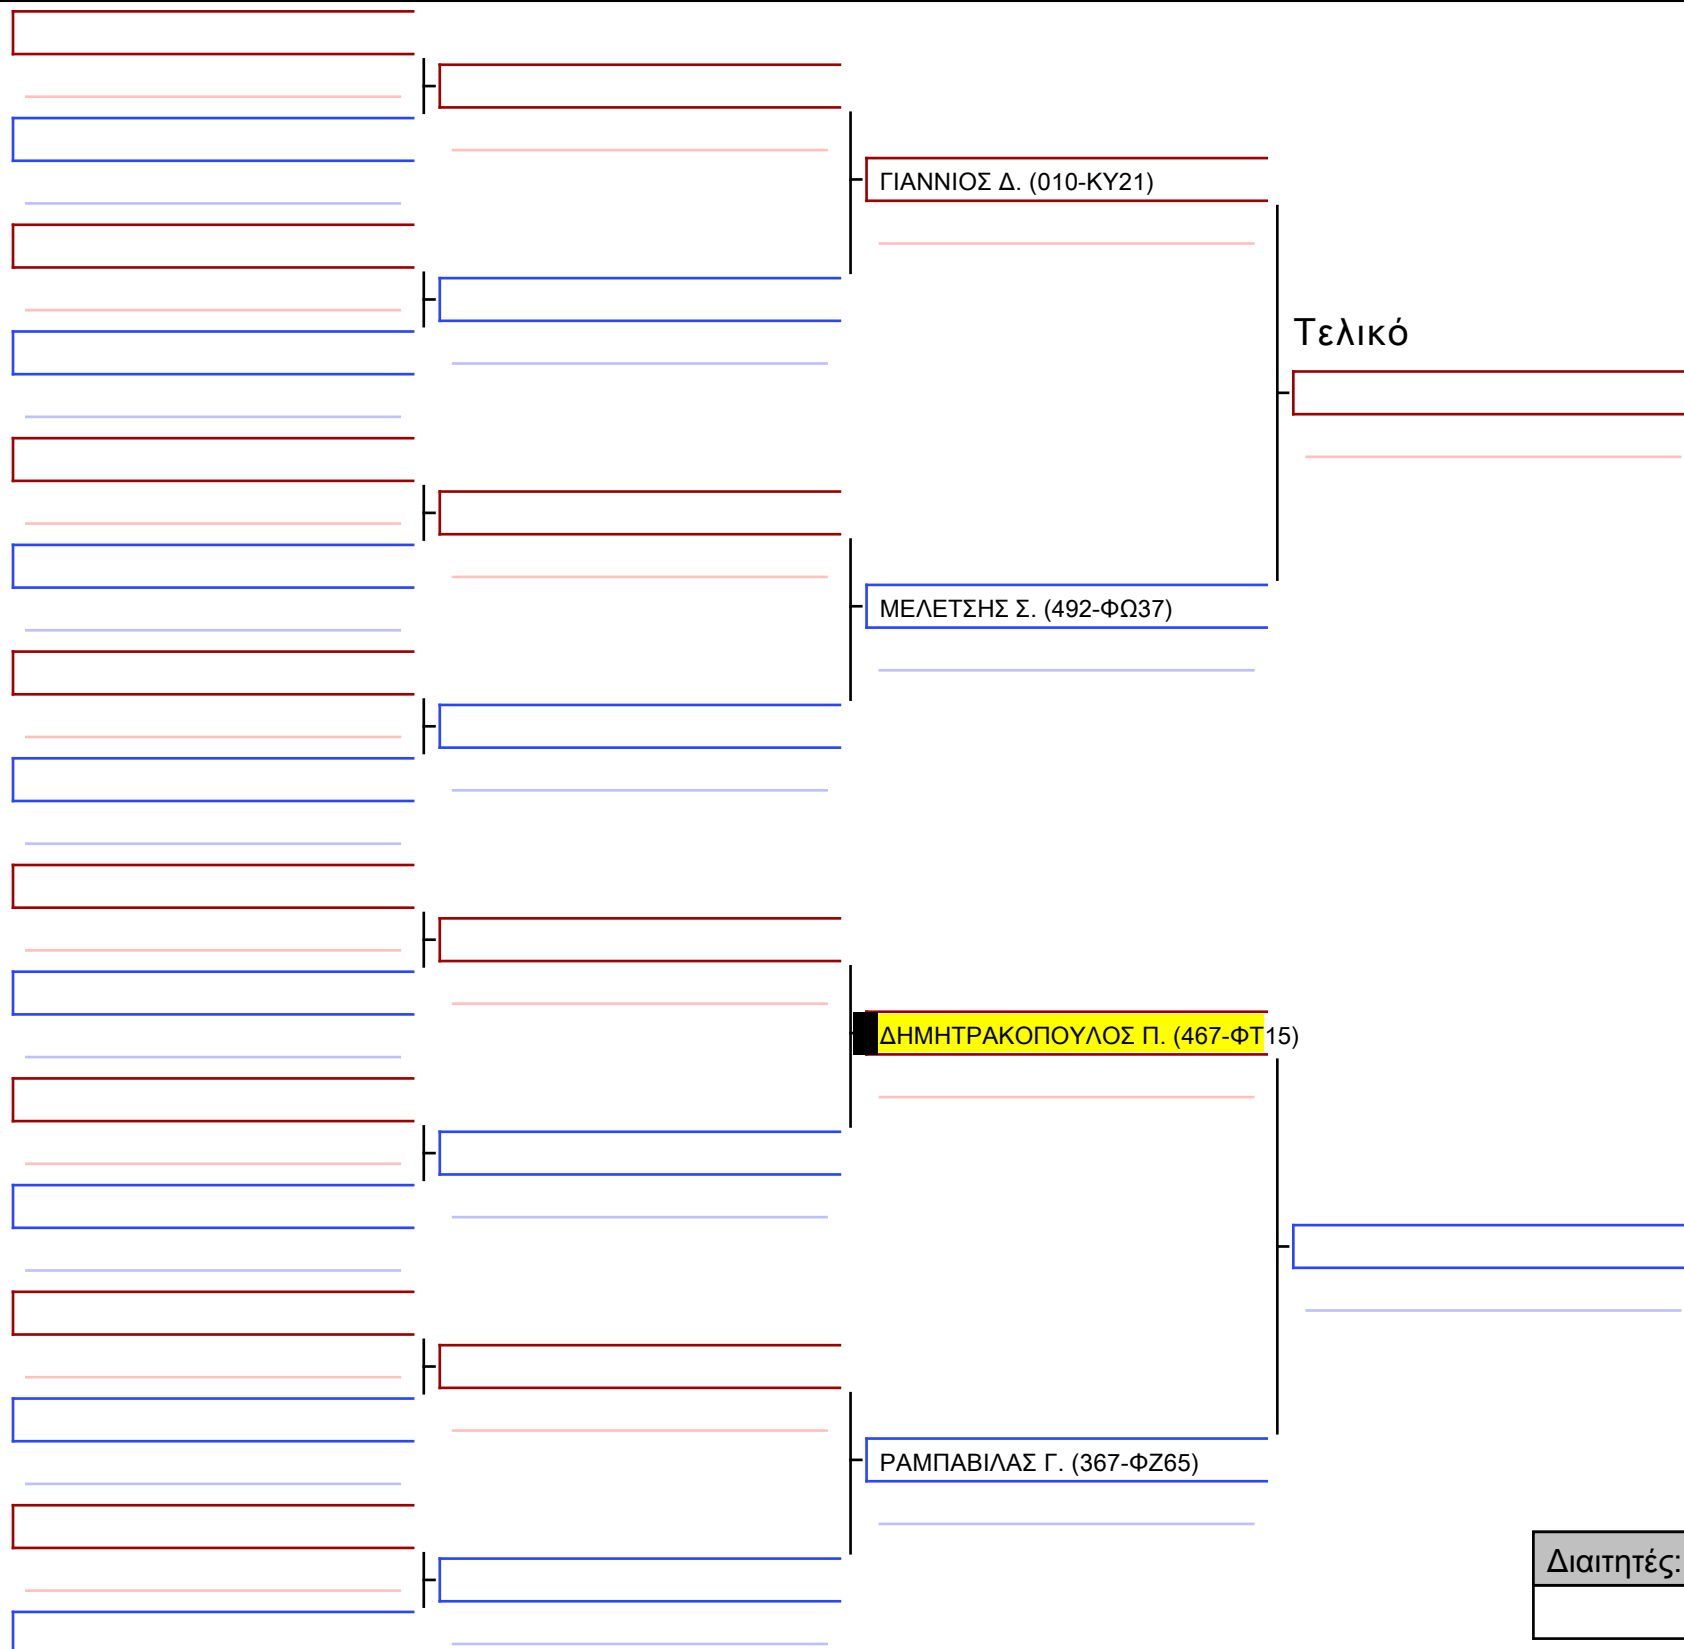 ΓΙΑΝΝΙΟΣ Δ. (010-ΚΥ21)
Τελικό
ΜΕΛΕΤΣΗΣ Σ. (492-ΦΩ37)
ΔΗΜΗΤΡΑΚΟΠΟΥΛΟΣ Π. (467-ΦΤ15)
ΡΑΜΠΑΒΙΛΑΣ Γ. (367-ΦΖ65)
Διαιτητές: